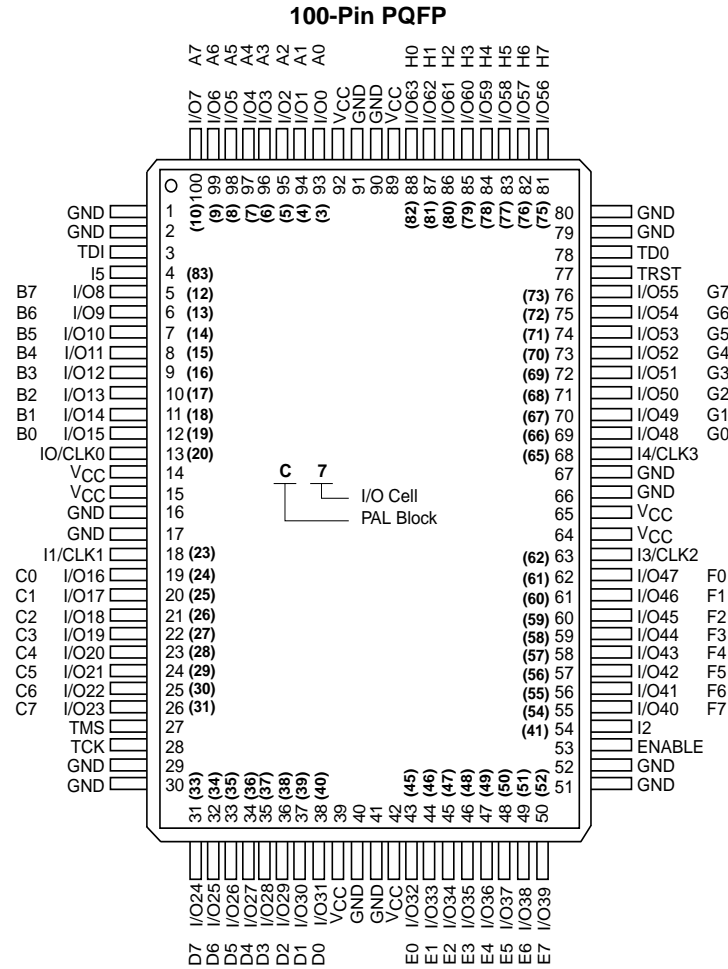 100-Pin PQFP
A7 A6 A5 A4 A3 A2 A1 A0 H0 H1 H2 H3 H4 H5 H6 H7
I/O7 I/O6 I/O5 I/O4 I/O3 I/O2 I/O1 I/O0 VCC GND GND VCC I/O63 I/O62 I/O61 I/O60 I/O59 I/O58 I/O57 I/O56
100 99 98 97 96 95 94 93 92 91 90 89 88 87 86 85 84 83 82 81
(10) (9) (8) (7) (6) (5) (4) (3) (82) (81) (80) (79) (78) (77) (76) (75)
GND 1 80 GND
GND 2 79 GND
TDI 3 78 TD0
I5 4 (83) 77 TRST
B7 I/O8 5 (12) (73) 76 I/O55 G7
B6 I/O9 6 (13) (72) 75 I/O54 G6
B5 I/O10 7 (14) (71) 74 I/O53 G5
B4 I/O11 8 (15) (70) 73 I/O52 G4
B3 I/O12 9 (16) (69) 72 I/O51 G3
B2 I/O13 10 (17) (68) 71 I/O50 G2
B1 I/O14 11 (18) (67) 70 I/O49 G1
B0 I/O15 12 (19) (66) 69 I/O48 G0
IO/CLK0 13 (20) (65) 68 I4/CLK3
VCC 14 C 7 67 GND
VCC 15 I/O Cell 66 GND
GND 16 PAL Block 65 VCC
GND 17 64 VCC
I1/CLK1 18 (23) (62) 63 I3/CLK2
C0 I/O16 19 (24) (61) 62 I/O47 F0
C1 I/O17 20 (25) (60) 61 I/O46 F1
C2 I/O18 21 (26) (59) 60 I/O45 F2
C3 I/O19 22 (27) (58) 59 I/O44 F3
C4 I/O20 23 (28) (57) 58 I/O43 F4
C5 I/O21 24 (29) (56) 57 I/O42 F5
C6 I/O22 25 (30) (55) 56 I/O41 F6
C7 I/O23 26 (31) (54) 55 I/O40 F7
TMS 27 (41) 54 I2
TCK 28 53 ENABLE
GND 29 52 GND
GND 30 51 GND
(33) (34) (35) (36) (37) (38) (39) (40) (45) (46) (47) (48) (49) (50) (51) (52)
31 32 33 34 35 36 37 38 39 40 41 42 43 44 45 46 47 48 49 50
I/O24 I/O25 I/O26 I/O27 I/O28 I/O29 I/O30 I/O31 VCC GND GND VCC I/O32 I/O33 I/O34 I/O35 I/O36 I/O37 I/O38 I/O39
D7 D6 D5 D4 D3 D2 D1 D0 E0 E1 E2 E3 E4 E5 E6 E7